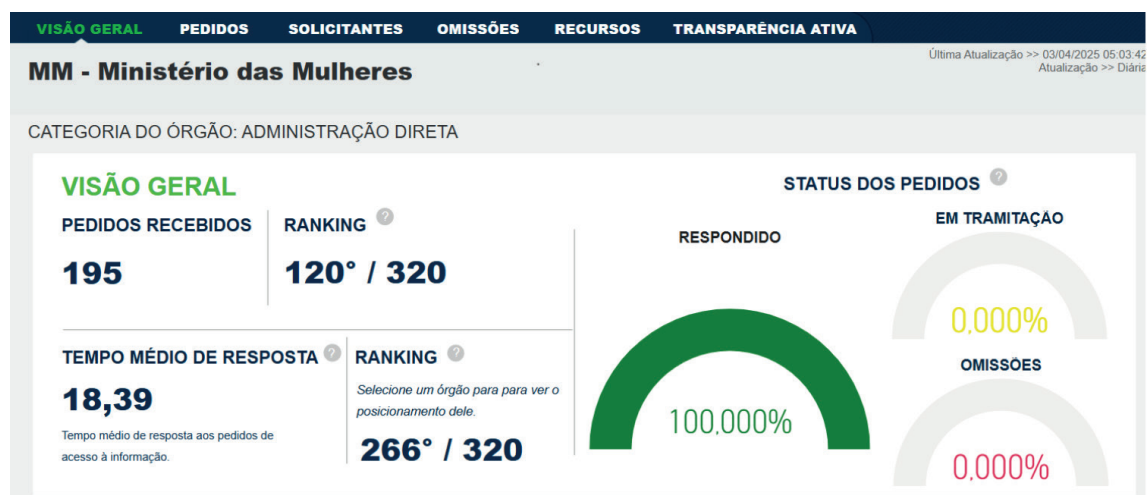 VISÃO GERAL PEDIDOS SOLICITANTES OMISSÕES RECURSOS TRANSPARÊNCIA ATIVA
Última Atualização >> 03/04/2025 05:03:42
Atualização >> Diária
MM - Ministério das Mulheres
CATEGORIA DO ÓRGÃO: ADMINISTRAÇÃO DIRETA
VISÃO GERAL
PEDIDOS RECEBIDOS
195
RANKING ?
120° / 320
TEMPO MÉDIO DE RESPOSTA ?
18,39
Tempo médio de resposta aos pedidos de
acesso à informação.
RANKING ?
Selecione um órgão para para ver o
posicionamento dele.
266° / 320
STATUS DOS PEDIDOS ?
RESPONDIDO
100,000%
EM TRAMITAÇÃO
0,000%
OMISSÕES
0,000%